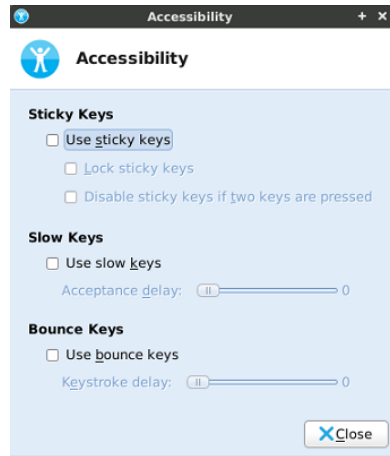 Accessibility
Accessibility
Sticky Keys
Use sticky keys
Lock sticky keys
Disable sticky keys if two keys are pressed
Slow Keys
Use slow keys
Acceptance delay: 0
Bounce Keys
Use bounce keys
Keystroke delay: 0
Close